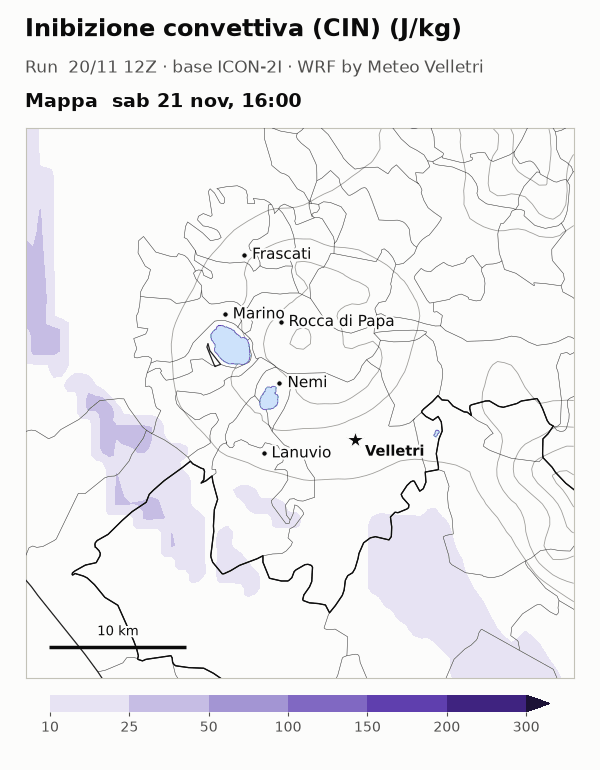 Inibizione convettiva (CIN) (J/kg)
Run  20/11 12Z · base ICON-2I · WRF by Meteo Velletri
Mappa  sab 21 nov, 16:00
Frascati
Marino
Rocca di Papa
Nemi
Velletri
Lanuvio
10 km
10 25 50 100 150 200 300